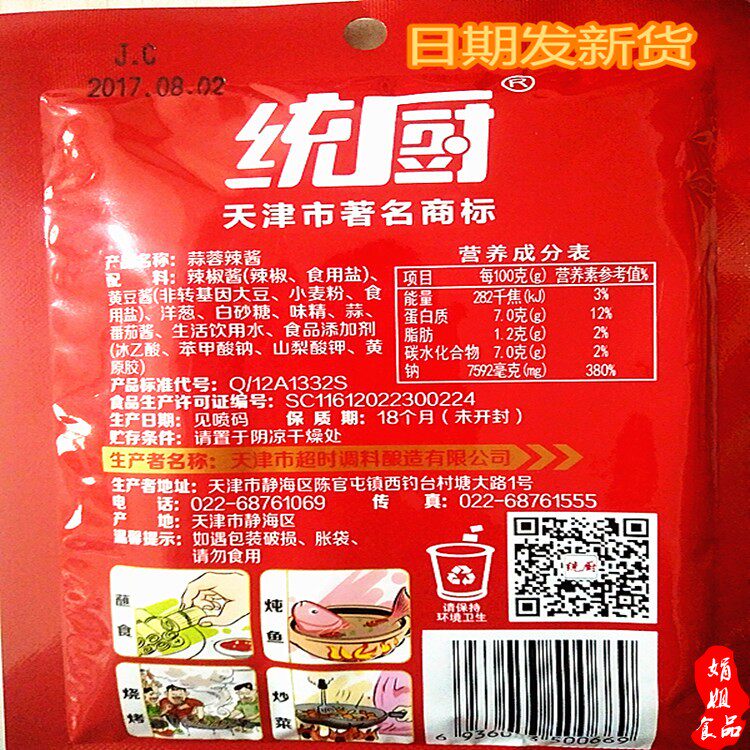 日期发新货
J.C
2017.08.02
统厨®
天津市著名商标
产品名称：蒜蓉辣酱
配　料：辣椒酱(辣椒、食用盐)、
黄豆酱(非转基因大豆、小麦粉、食
用盐)、洋葱、白砂糖、味精、蒜、
番茄酱、生活饮用水、食品添加剂
(冰乙酸、苯甲酸钠、山梨酸钾、黄
原胶)
营养成分表
项目 每100克(g) 营养素参考值%
能量 282千焦(kJ) 3%
蛋白质 7.0克(g) 12%
脂肪 1.2克(g) 2%
碳水化合物 7.0克(g) 2%
钠 7592毫克(mg) 380%
产品标准代号：Q/12A1332S
食品生产许可证编号：SC11612022300224
生产日期：见喷码 保质期：18个月（未开封）
贮存条件：请置于阴凉干燥处
生产者名称：天津市超时调料酿造有限公司
生产者地址：天津市静海区陈官屯镇西钓台村塘大路1号
电　话：022-68761069 传　真：022-68761555
产　地：天津市静海区
温馨提示：如遇包装破损、胀袋、
请勿食用
请保持
环境卫生
统厨
蘸食
炖鱼
烧烤
炒菜
娟姐食品